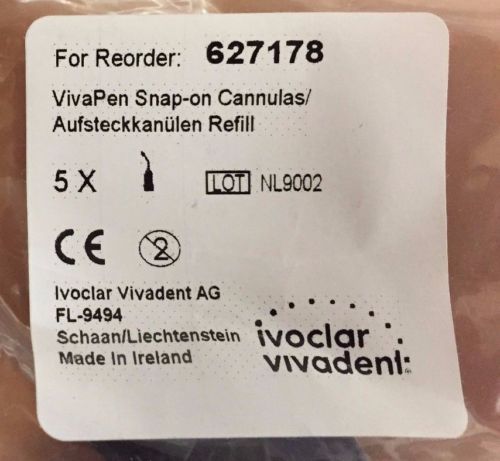 For Reorder: 627178
VivaPen Snap-on Cannulas/
Aufsteckkanülen Refill
5 X
LOT NL9002
CE 2
Ivoclar Vivadent AG
FL-9494
Schaan/Liechtenstein
Made In Ireland
ivoclar
vivadent: